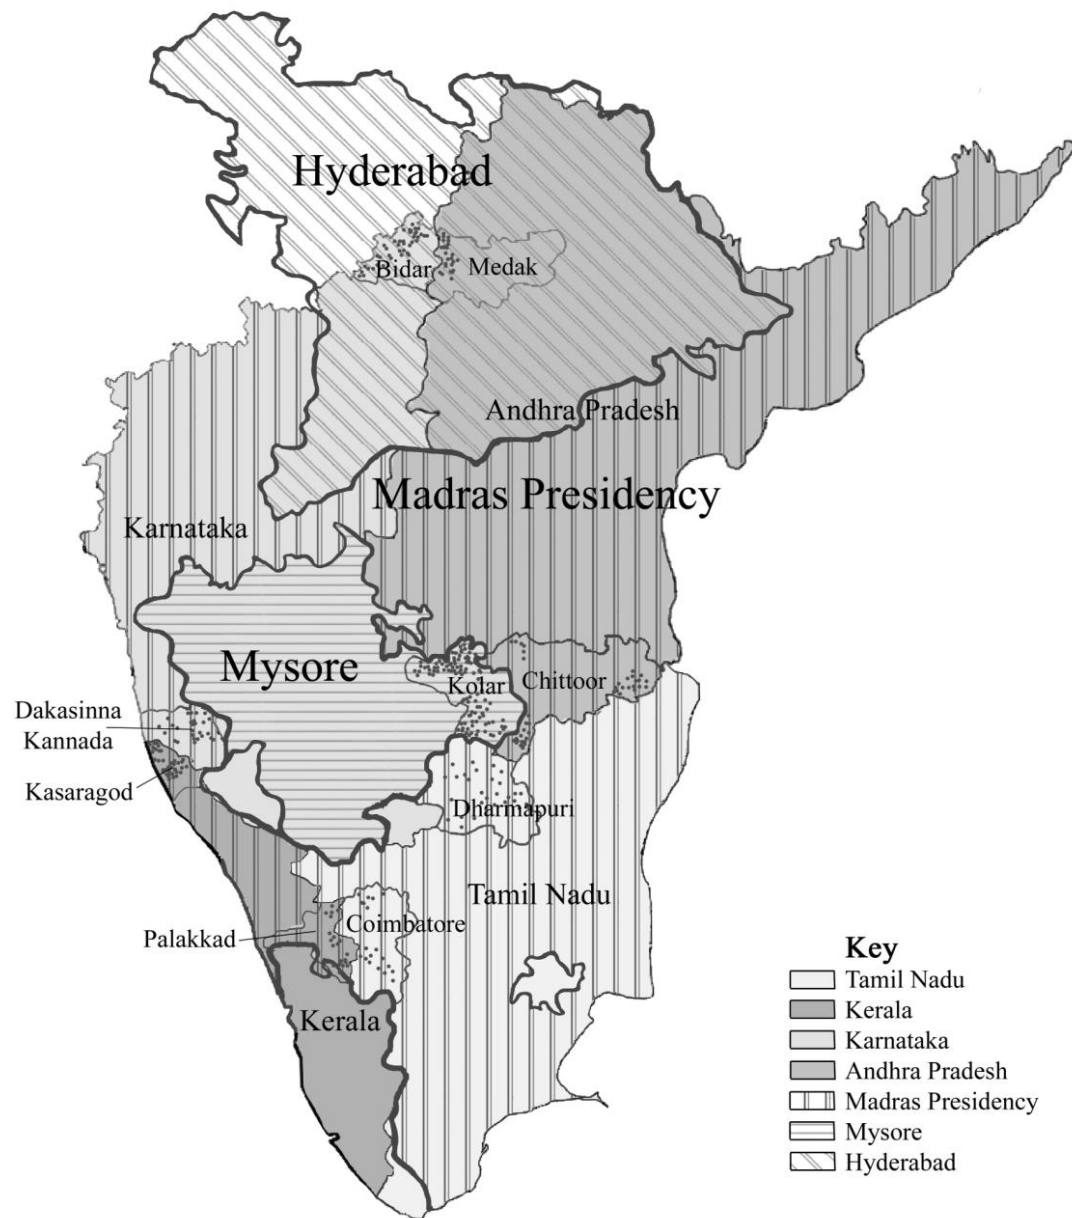 Hyderabad
Bidar
Medak
Andhra Pradesh
Madras Presidency
Karnataka
Mysore
Kolar
Chittoor
Dakasinna
Kannada
Kasaragod
Dharmapuri
Tamil Nadu
Palakkad
Coimbatore
Kerala
Key
Tamil Nadu
Kerala
Karnataka
Andhra Pradesh
Madras Presidency
Mysore
Hyderabad